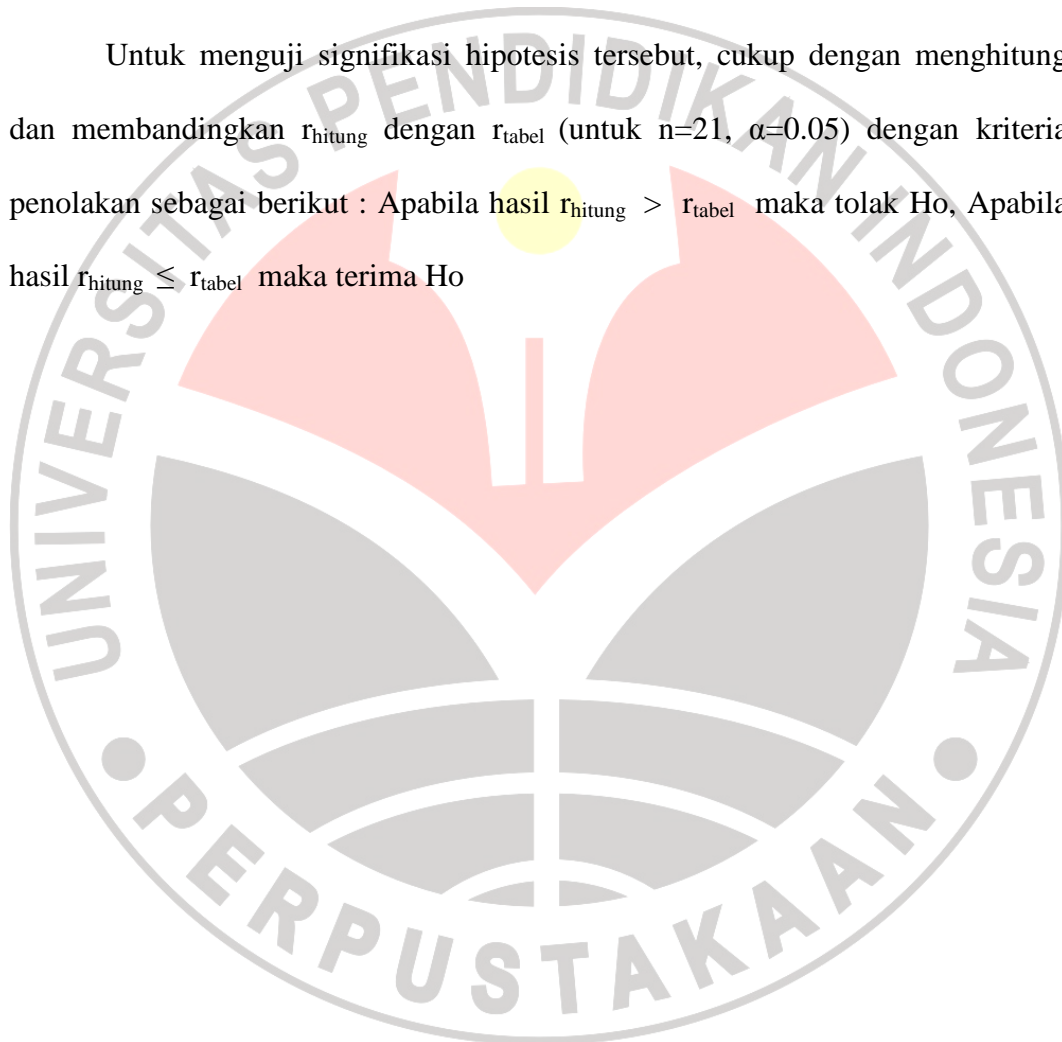 Untuk menguji signifikasi hipotesis tersebut, cukup dengan menghitung
dan membandingkan rhitung dengan rtabel (untuk n=21, α=0.05) dengan kriteria
penolakan sebagai berikut : Apabila hasil rhitung > rtabel maka tolak Ho, Apabila
hasil rhitung ≤ rtabel maka terima Ho
UNIVERSITAS PENDIDIKAN INDONESIA
PERPUSTAKAAN